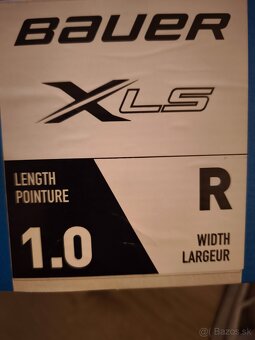 BAUER
XLS
LENGTH
POINTURE
R
1.0
WIDTH
LARGEUR
Bazos.sk